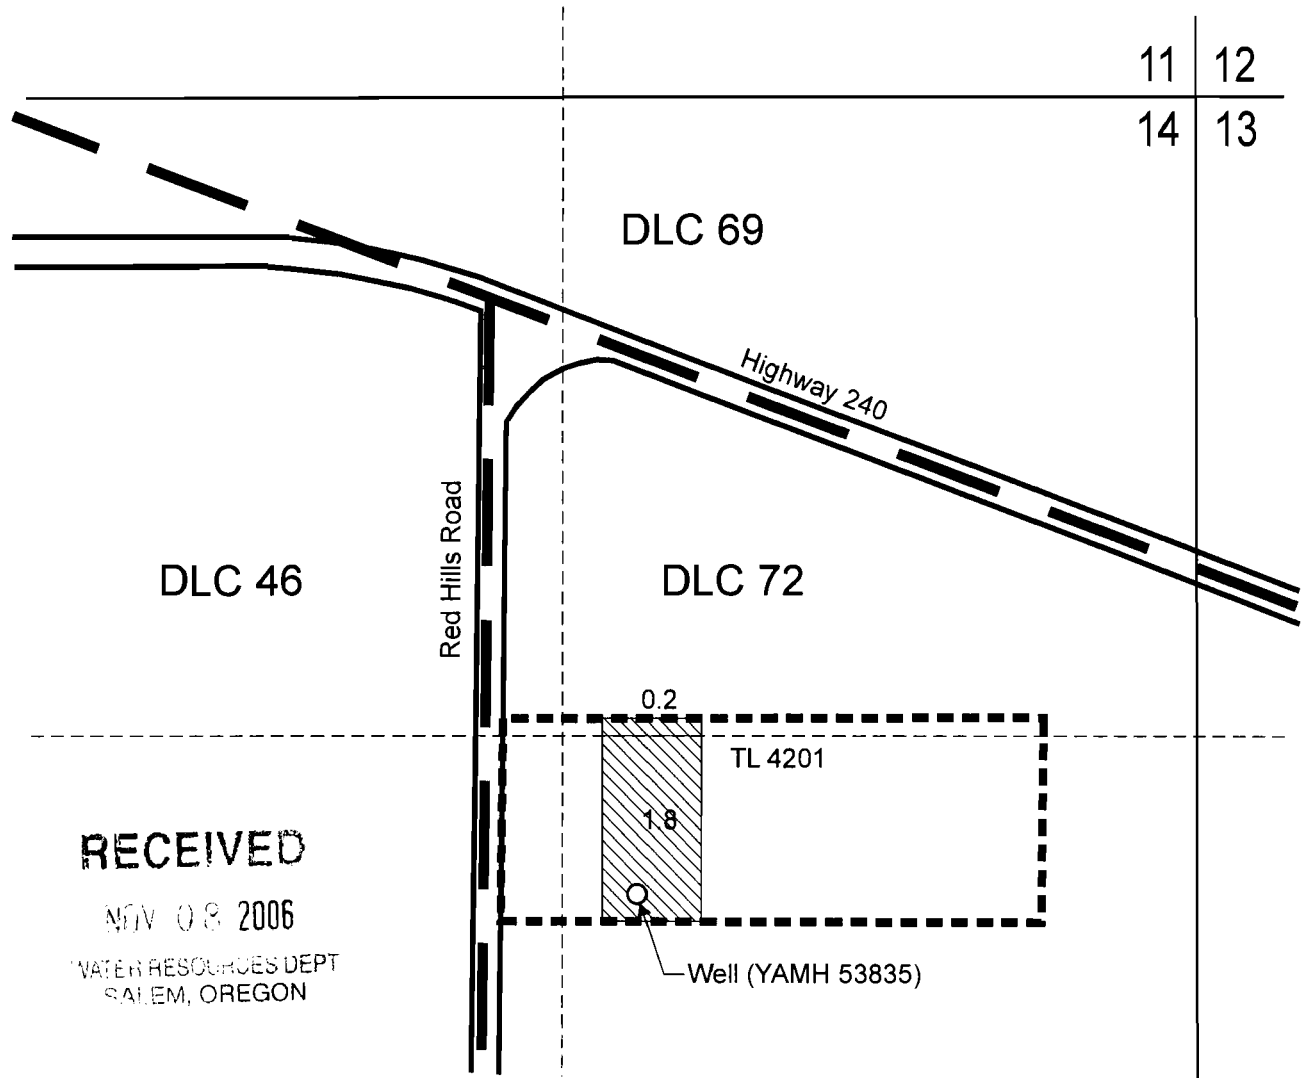 11 12
14 13
DLC 69
Highway 240
Red Hills Road
DLC 46
DLC 72
0.2
TL 4201
1.8
RECEIVED
NOV 08 2006
WATER RESOURCES DEPT
SALEM, OREGON
Well (YAMH 53835)